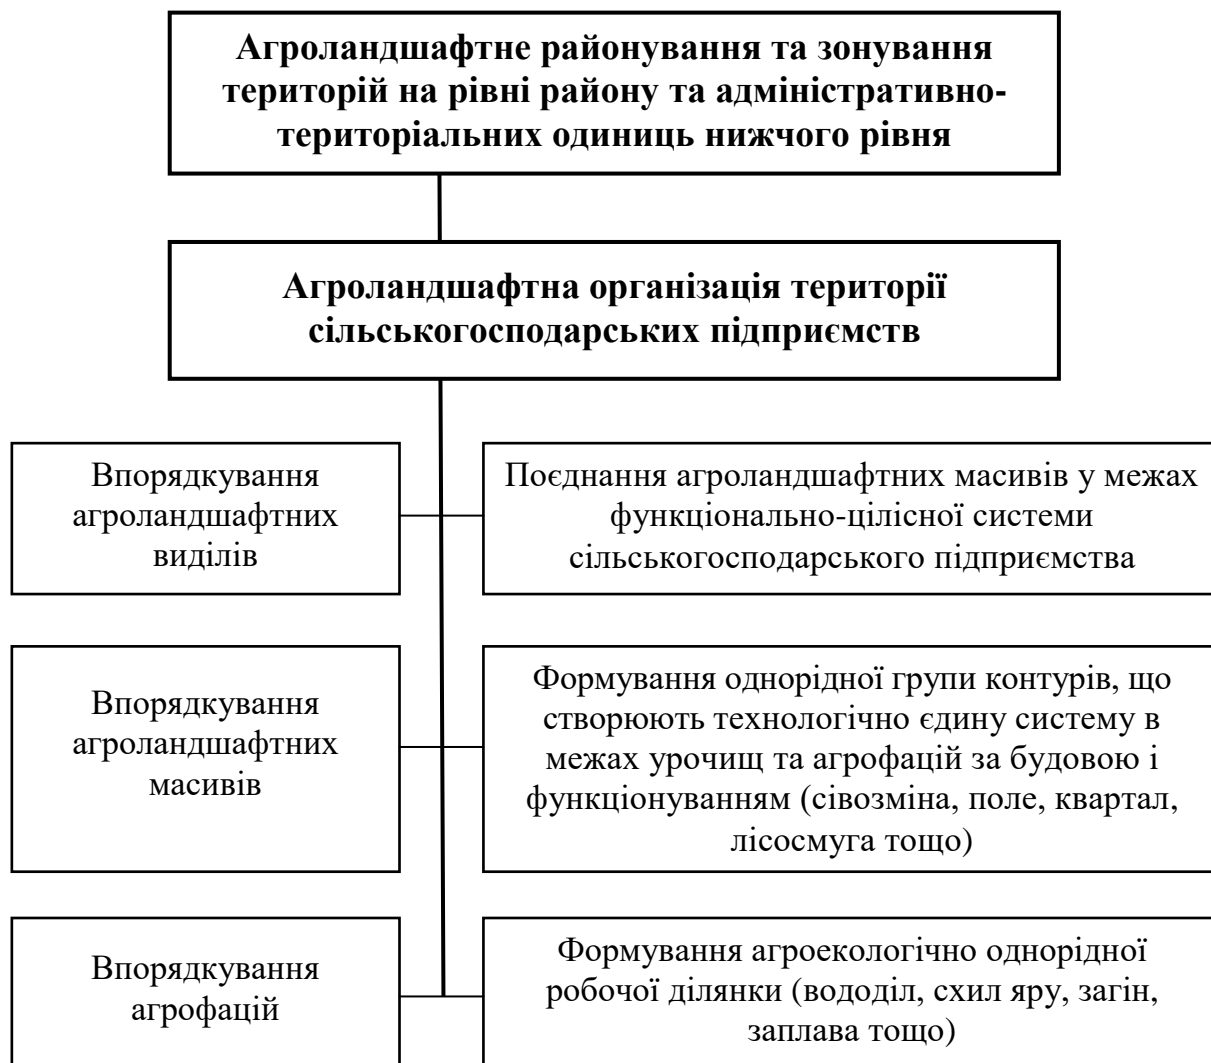 Агроландшафтне районування та зонування
територій на рівні району та адміністративно-
територіальних одиниць нижчого рівня
Агроландшафтна організація території
сільськогосподарських підприємств
Впорядкування
агроландшафтних
виділів
Поєднання агроландшафтних масивів у межах
функціонально-цілісної системи
сільськогосподарського підприємства
Впорядкування
агроландшафтних
масивів
Формування однорідної групи контурів, що
створюють технологічно єдину систему в
межах урочищ та агрофацій за будовою і
функціонуванням (сівозміна, поле, квартал,
лісосмуга тощо)
Впорядкування
агрофацій
Формування агроекологічно однорідної
робочої ділянки (вододіл, схил яру, загін,
заплава тощо)